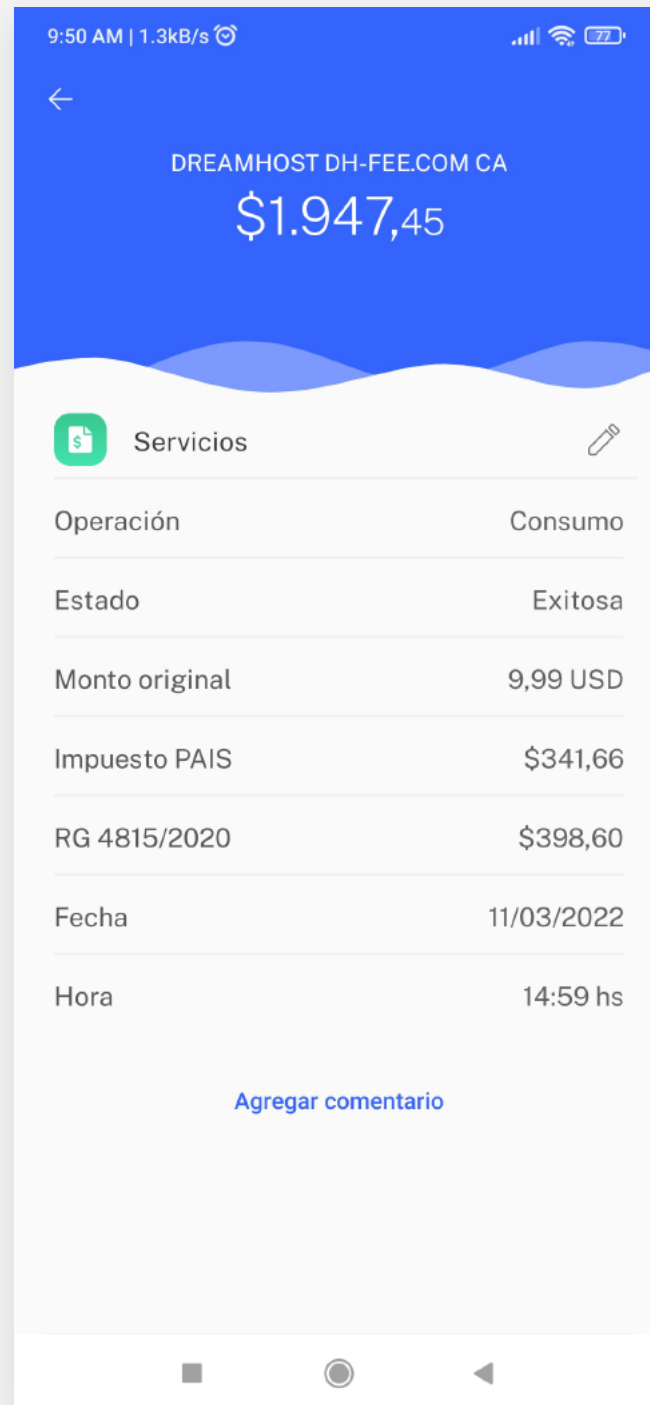 9:50 AM | 1.3kB/s
77
DREAMHOST DH-FEE.COM CA
$1.947,45
Servicios
Operación Consumo
Estado Exitosa
Monto original 9,99 USD
Impuesto PAIS $341,66
RG 4815/2020 $398,60
Fecha 11/03/2022
Hora 14:59 hs
Agregar comentario